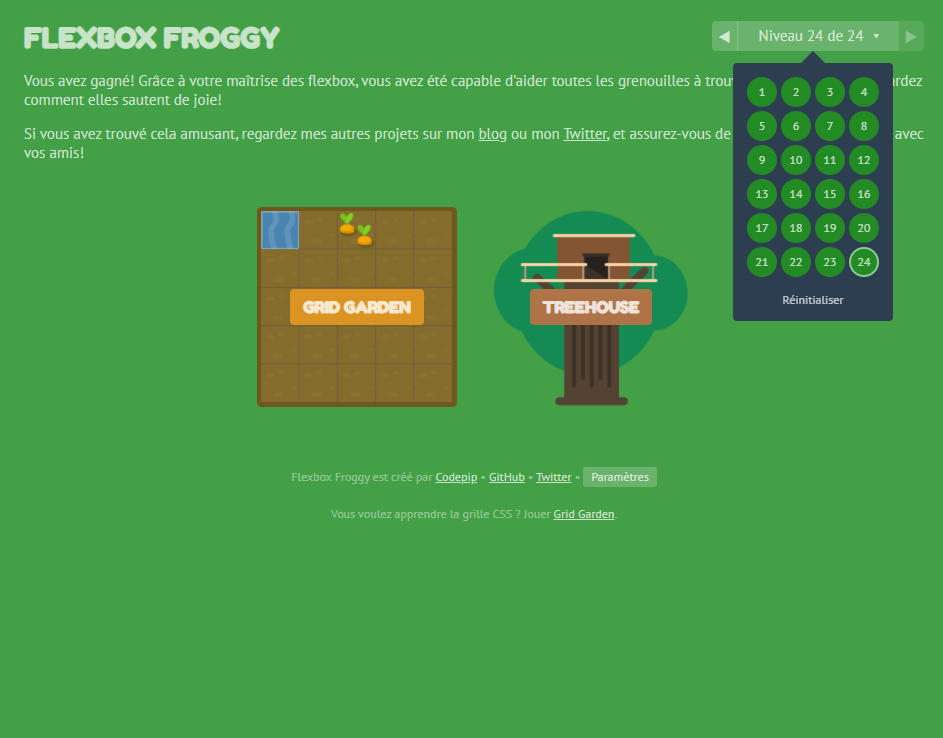 FLEXBOX FROGGY
Niveau 24 de 24
Vous avez gagné! Grâce à votre maîtrise des flexbox, vous avez été capable d'aider toutes les grenouilles à
comment elles sautent de joie!
Si vous avez trouvé cela amusant, regardez mes autres projets sur mon blog ou mon Twitter, et assurez-vous de avec
vos amis!
1 2 3 4
5 6 7 8
9 10 11 12
13 14 15 16
17 18 19 20
21 22 23 24
Réinitialiser
GRID GARDEN
TREEHOUSE
Flexbox Froggy est créé par Codepip • GitHub • Twitter • Paramètres
Vous voulez apprendre la grille CSS ? Jouer Grid Garden.